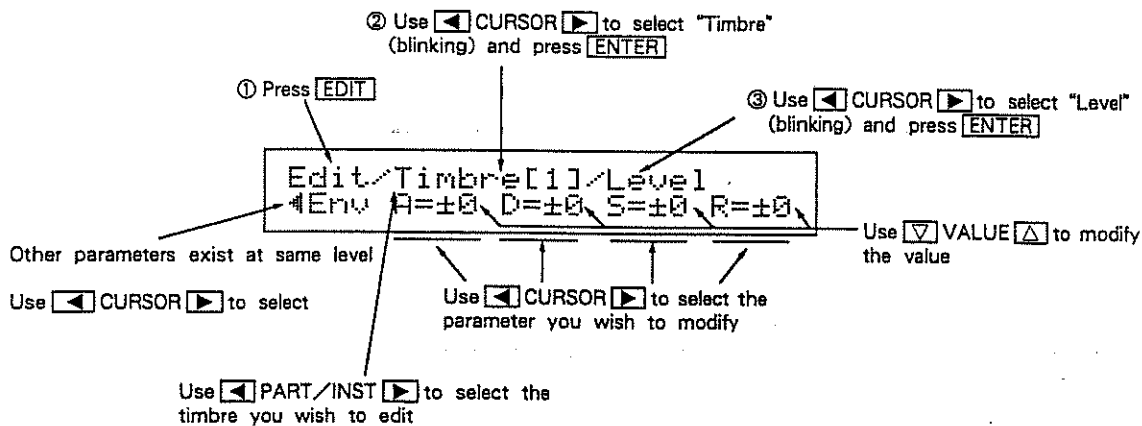 ② Use ◀ CURSOR ▶ to select "Timbre"
(blinking) and press ENTER
① Press EDIT
③ Use ◀ CURSOR ▶ to select "Level"
(blinking) and press ENTER
Edit/Timbre[1]/Level
◀Env A=±0 D=±0 S=±0 R=±0
Other parameters exist at same level
Use ◀ CURSOR ▶ to select
Use ▽ VALUE △ to modify
the value
Use ◀ CURSOR ▶ to select the
parameter you wish to modify
Use ◀ PART/INST ▶ to select the
timbre you wish to edit